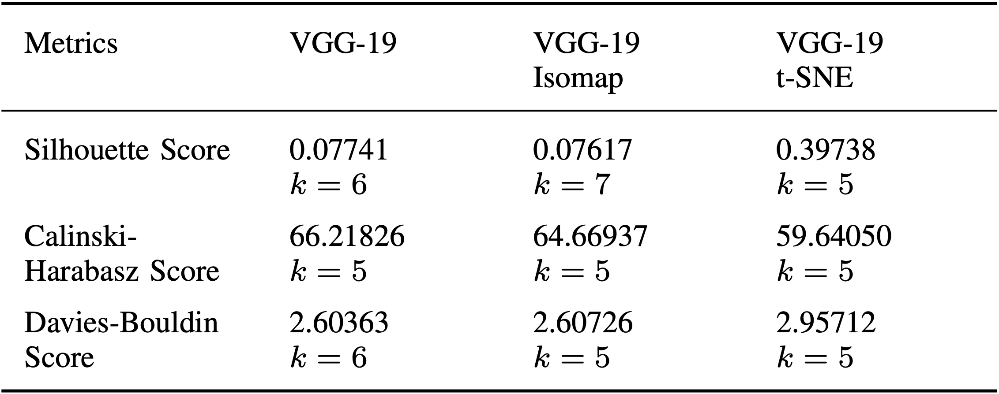 Metrics VGG-19 VGG-19 VGG-19
Isomap t-SNE
Silhouette Score 0.07741 0.07617 0.39738
k = 6 k = 7 k = 5
Calinski- 66.21826 64.66937 59.64050
Harabasz Score k = 5 k = 5 k = 5
Davies-Bouldin 2.60363 2.60726 2.95712
Score k = 6 k = 5 k = 5